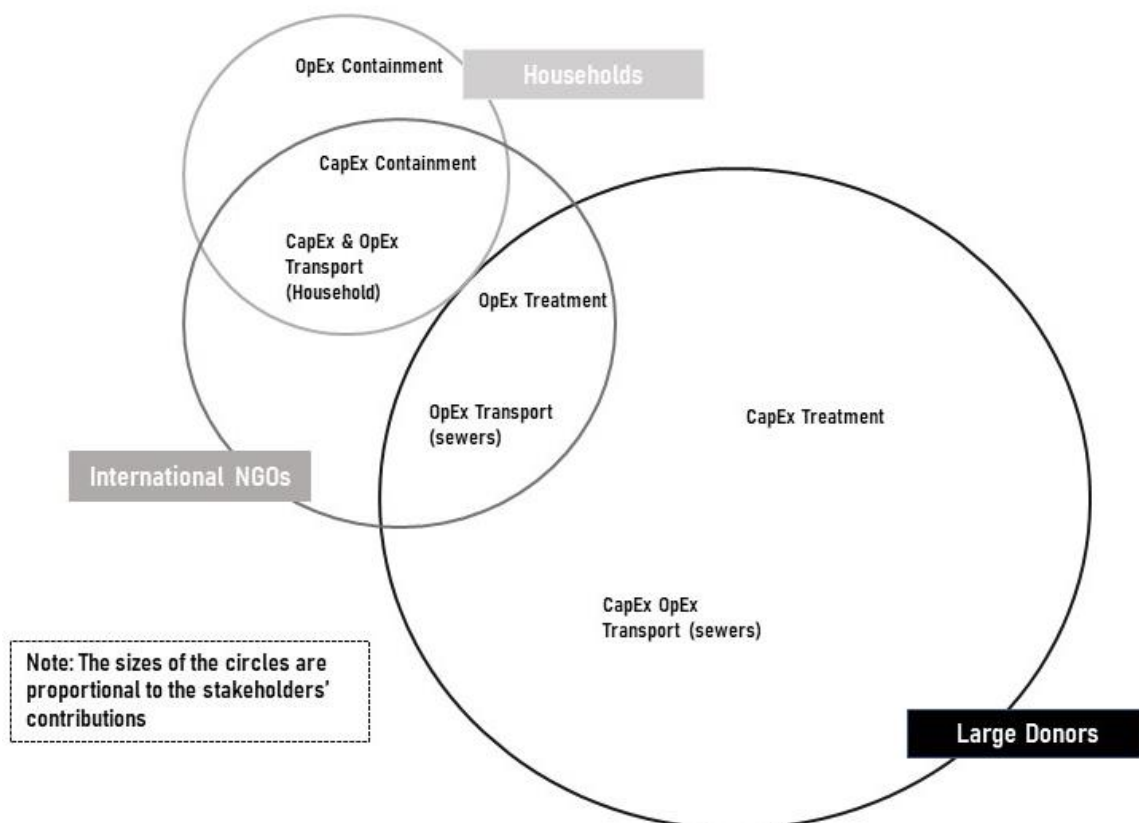 OpEx Containment
Households
CapEx Containment
CapEx & OpEx
Transport
(Household)
OpEx Treatment
OpEx Transport
(sewers)
CapEx Treatment
International NGOs
CapEx OpEx
Transport (sewers)
Note: The sizes of the circles are
proportional to the stakeholders’
contributions
Large Donors